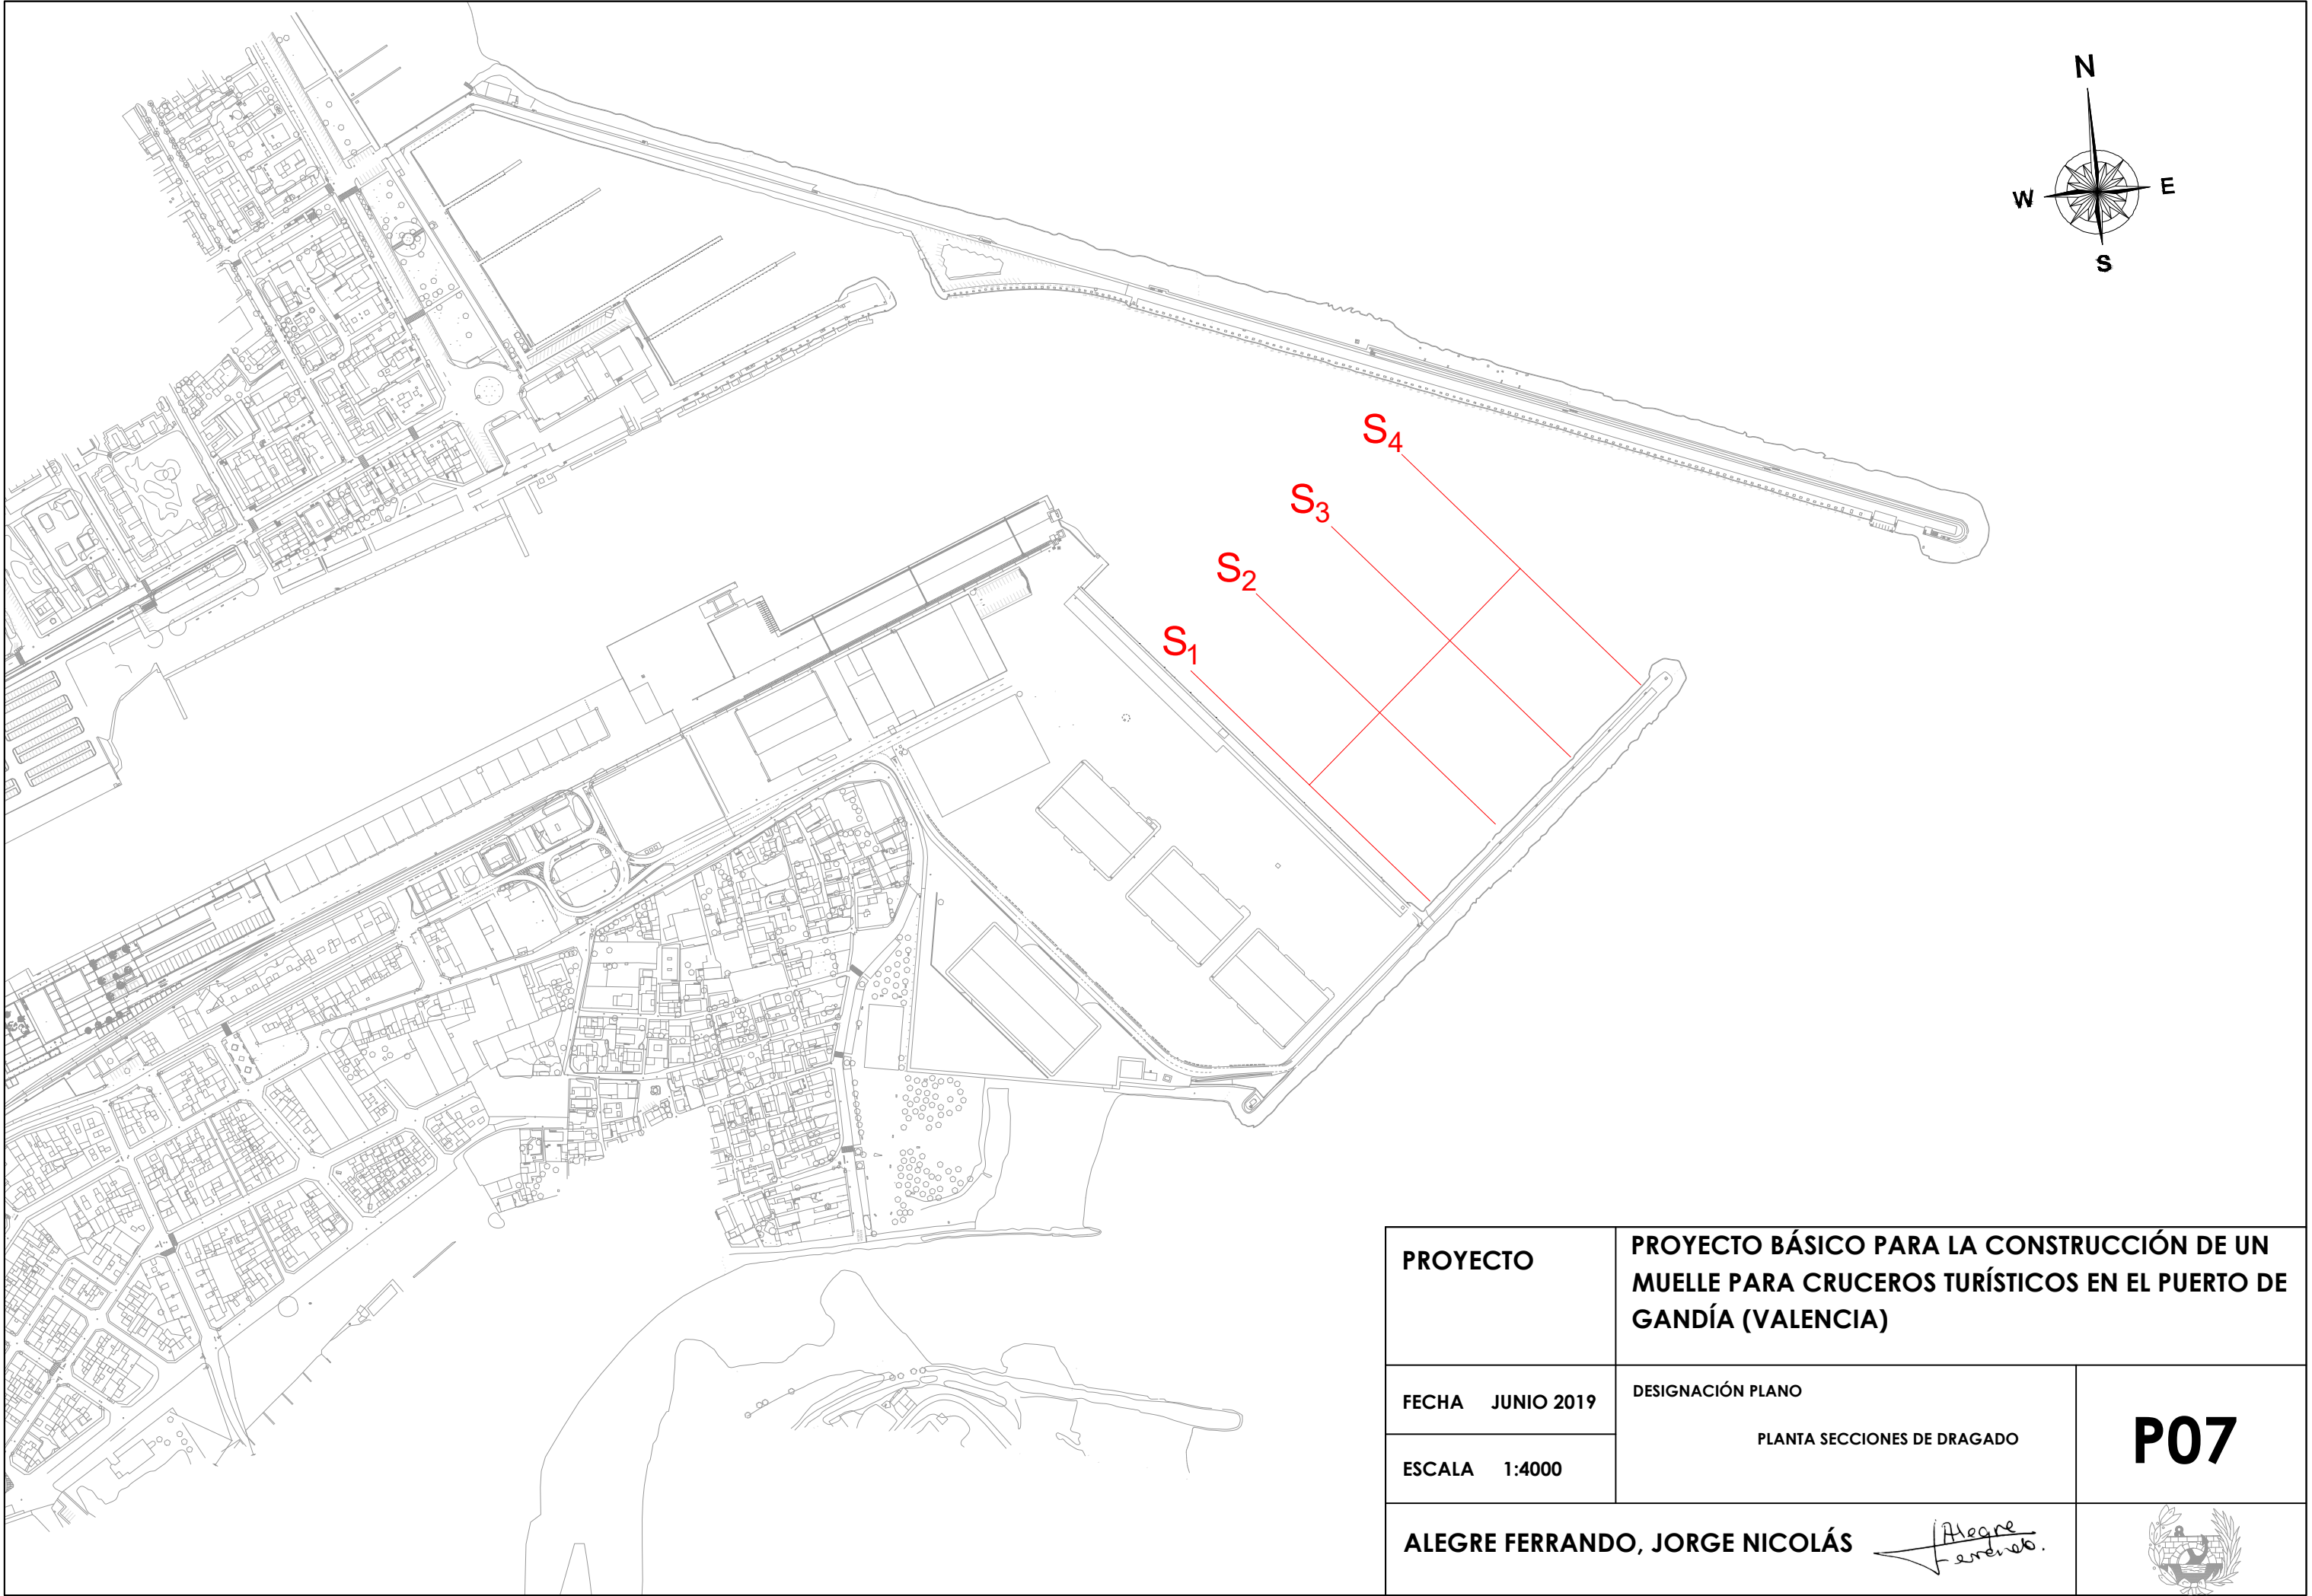 N
W
E
S
S4
S3
S2
S1
PROYECTO
PROYECTO BÁSICO PARA LA CONSTRUCCIÓN DE UN
MUELLE PARA CRUCEROS TURÍSTICOS EN EL PUERTO DE
GANDÍA (VALENCIA)
FECHA JUNIO 2019
DESIGNACIÓN PLANO
PLANTA SECCIONES DE DRAGADO
P07
ESCALA 1:4000
ALEGRE FERRANDO, JORGE NICOLÁS
Alegre